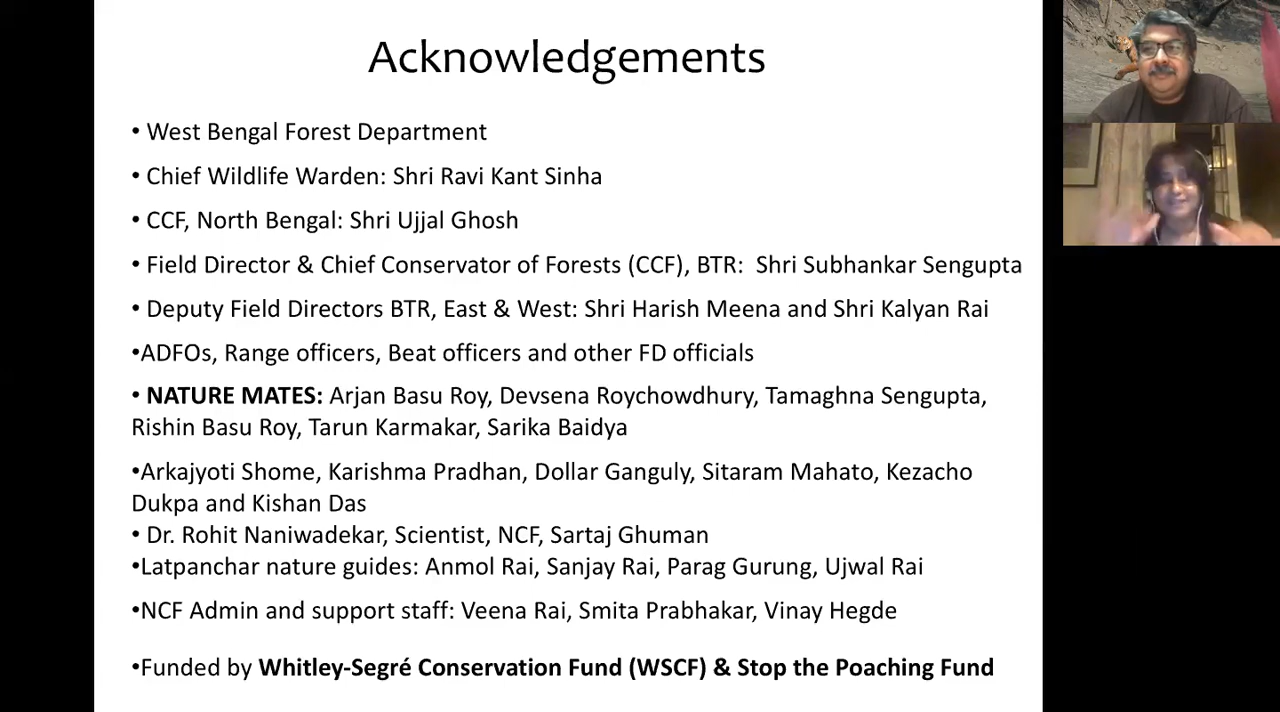 Acknowledgements
• West Bengal Forest Department
• Chief Wildlife Warden: Shri Ravi Kant Sinha
• CCF, North Bengal: Shri Ujjal Ghosh
• Field Director & Chief Conservator of Forests (CCF), BTR: Shri Subhankar Sengupta
• Deputy Field Directors BTR, East & West: Shri Harish Meena and Shri Kalyan Rai
•ADFOs, Range officers, Beat officers and other FD officials
• NATURE MATES: Arjan Basu Roy, Devsena Roychowdhury, Tamaghna Sengupta,
Rishin Basu Roy, Tarun Karmakar, Sarika Baidya
•Arkajyoti Shome, Karishma Pradhan, Dollar Ganguly, Sitaram Mahato, Kezacho
Dukpa and Kishan Das
• Dr. Rohit Naniwadekar, Scientist, NCF, Sartaj Ghuman
•Latpanchar nature guides: Anmol Rai, Sanjay Rai, Parag Gurung, Ujwal Rai
•NCF Admin and support staff: Veena Rai, Smita Prabhakar, Vinay Hegde
•Funded by Whitley-Segré Conservation Fund (WSCF) & Stop the Poaching Fund